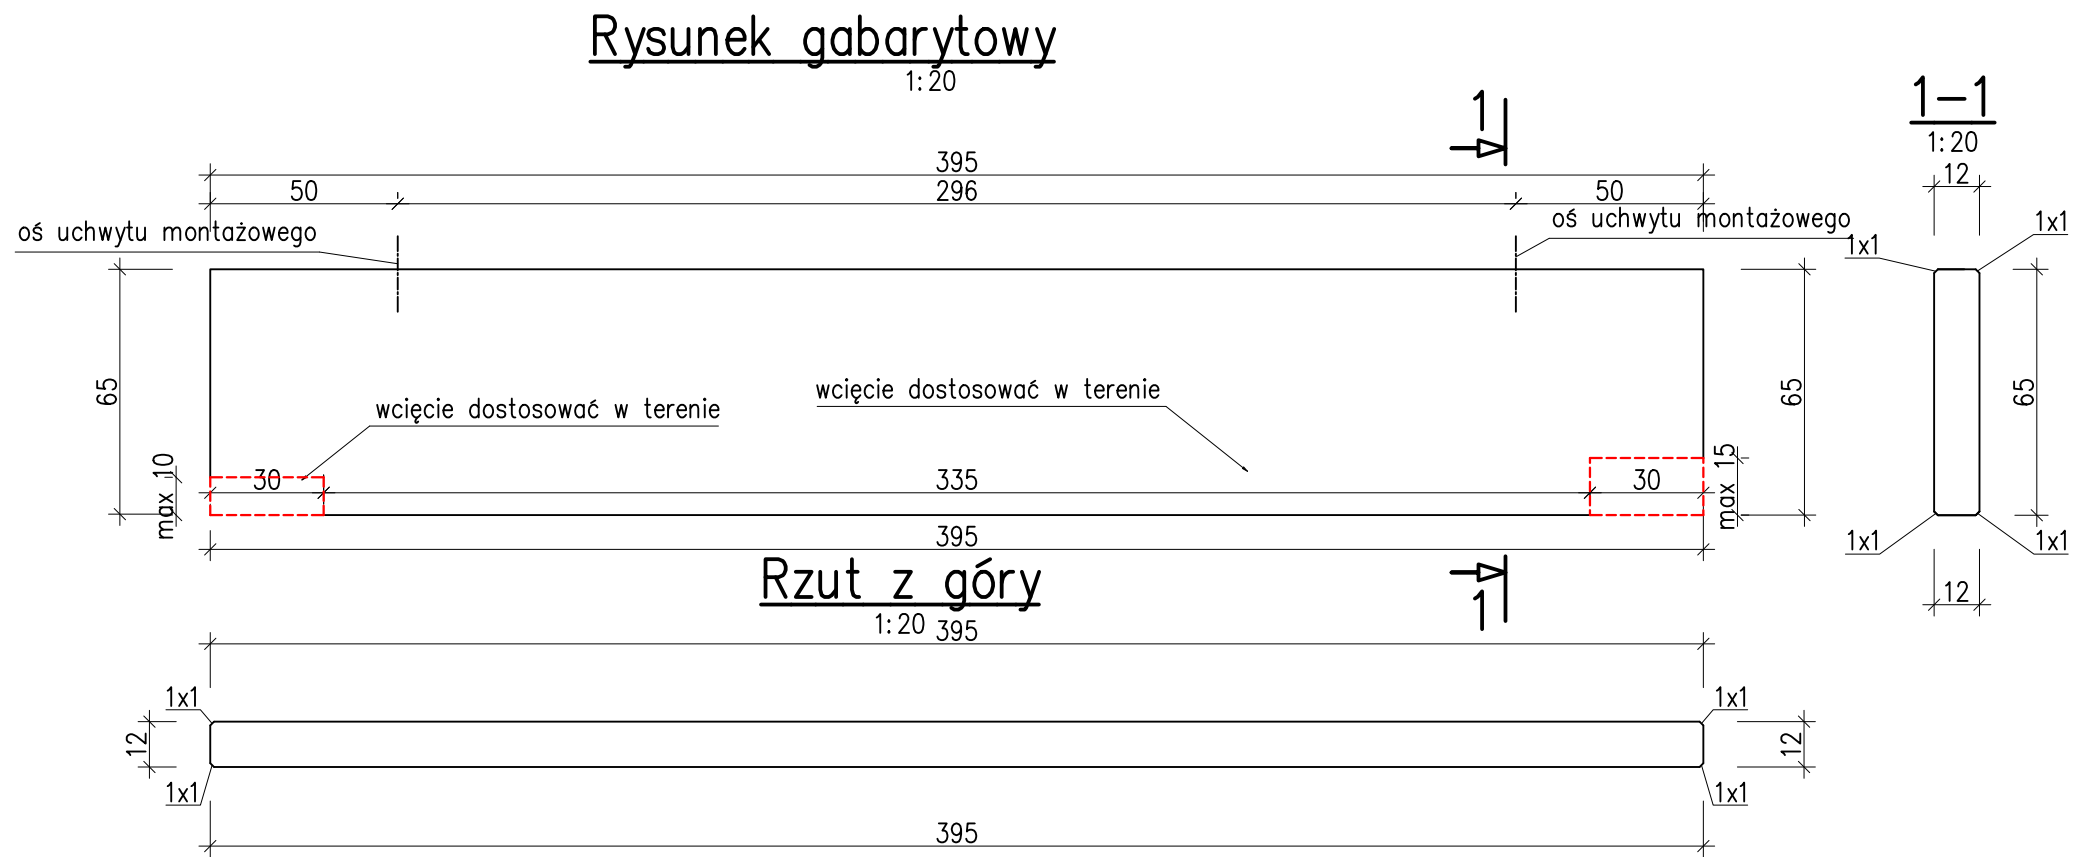 Rysunek gabarytowy
1:20
1
1-1
1:20
395
12
50
296
50
oś uchwytu montażowego
oś uchwytu montażowego
1x1
1x1
65
65
65
wcięcie dostosować w terenie
wcięcie dostosować w terenie
max 10
30
335
30
max 15
395
1x1
1x1
12
Rzut z góry
1:20
1
395
1x1
1x1
12
12
1x1
1x1
395